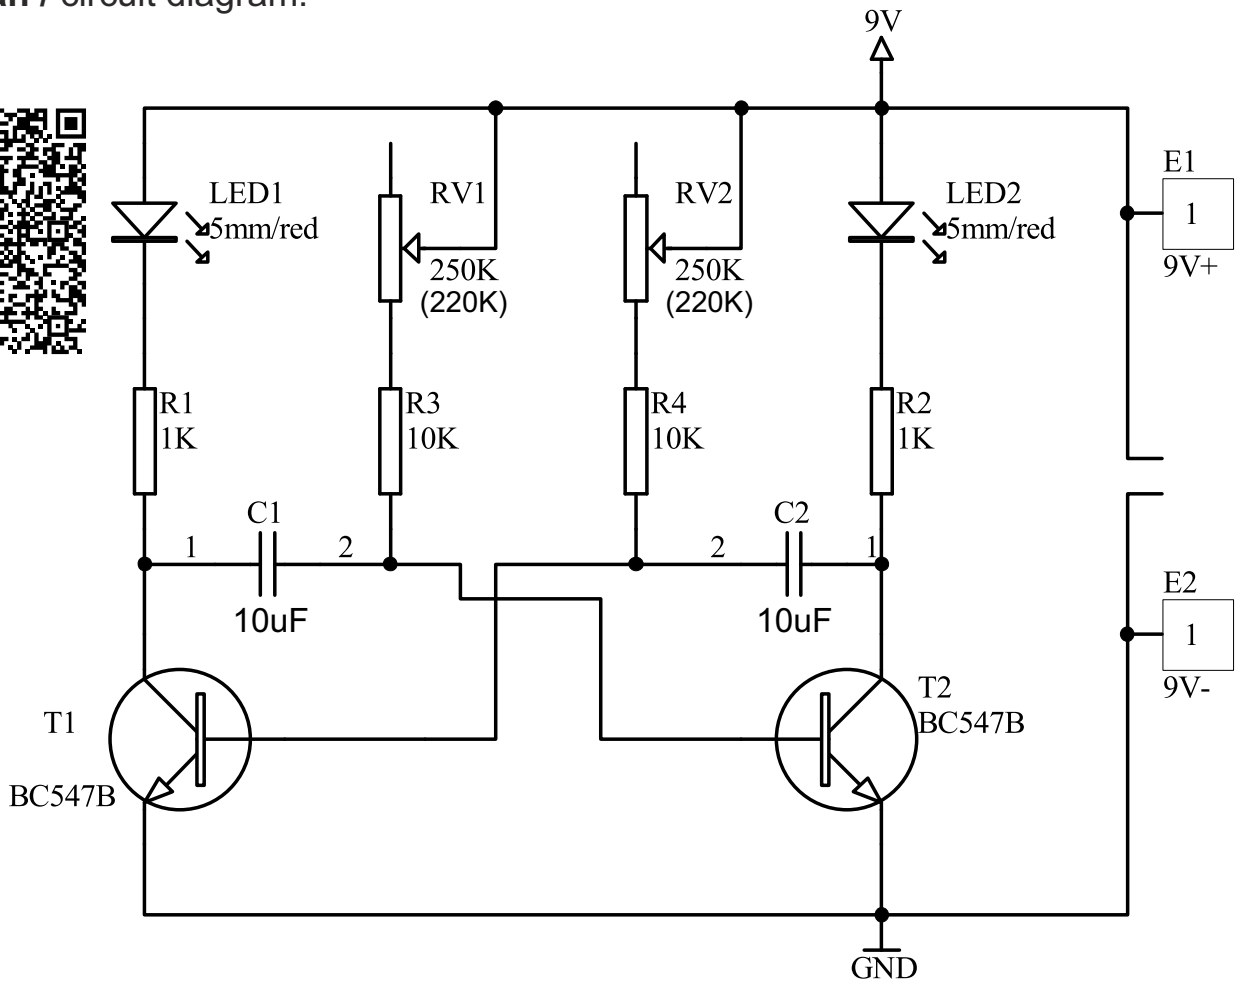 circuit diagram:
9V
LED1
5mm/red
RV1
250K
(220K)
RV2
250K
(220K)
LED2
5mm/red
E1
1
9V+
R1
1K
R3
10K
R4
10K
R2
1K
C1
1
2
10uF
C2
2
1
10uF
E2
1
9V-
T1
BC547B
T2
BC547B
GND